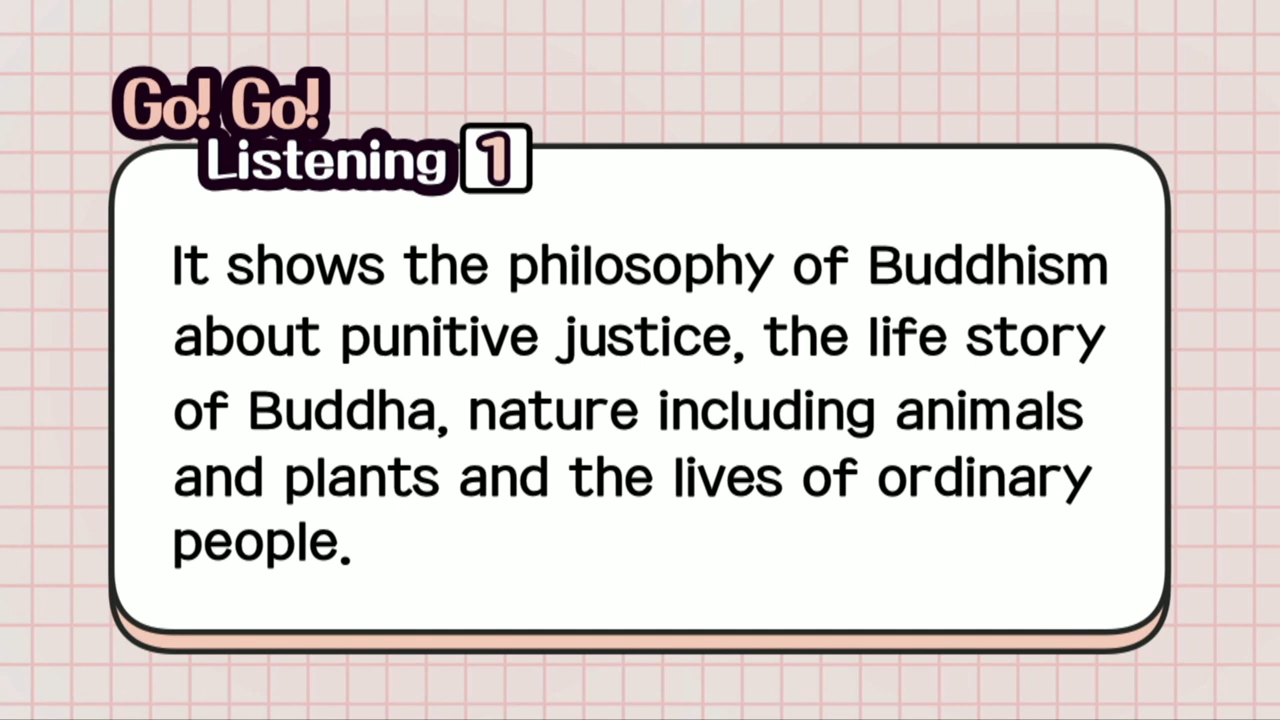 Go! Go!
Listening 1
It shows the philosophy of Buddhism
about punitive justice, the life story
of Buddha, nature including animals
and plants and the lives of ordinary
people.